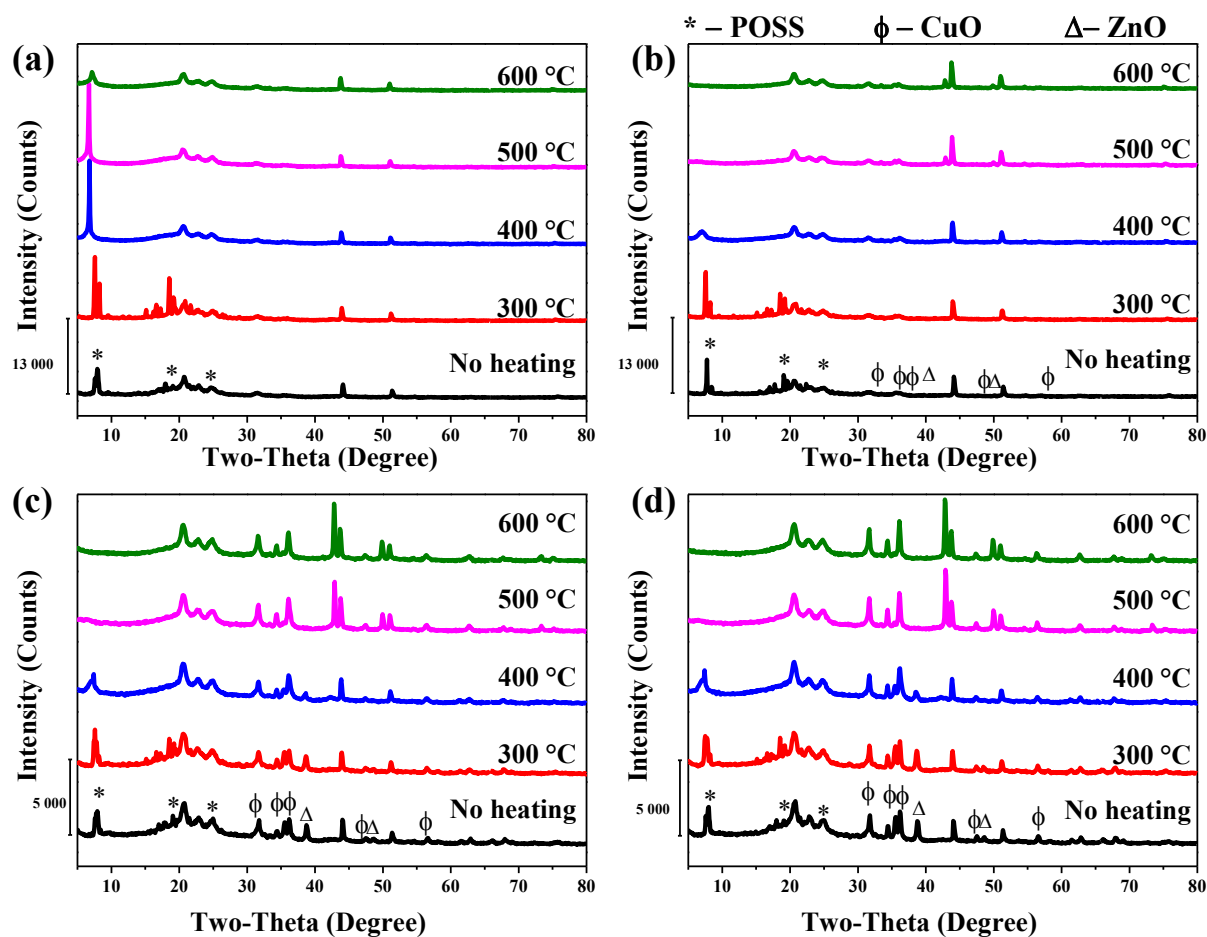 * – POSS ϕ – CuO Δ– ZnO
(a)
600 °C
500 °C
400 °C
300 °C
No heating
* * *
13 000
Intensity (Counts)
10 20 30 40 50 60 70 80
Two-Theta (Degree)
(b)
600 °C
500 °C
400 °C
300 °C
No heating
* * * ϕ ϕ ϕ Δ ϕ Δ ϕ
13 000
Intensity (Counts)
10 20 30 40 50 60 70 80
Two-Theta (Degree)
(c)
600 °C
500 °C
400 °C
300 °C
No heating
* * * ϕ ϕ ϕ Δ ϕ Δ ϕ
5 000
Intensity (Counts)
10 20 30 40 50 60 70 80
Two-Theta (Degree)
(d)
600 °C
500 °C
400 °C
300 °C
No heating
* * * ϕ ϕ ϕ Δ ϕ Δ ϕ
5 000
Intensity (Counts)
10 20 30 40 50 60 70 80
Two-Theta (Degree)